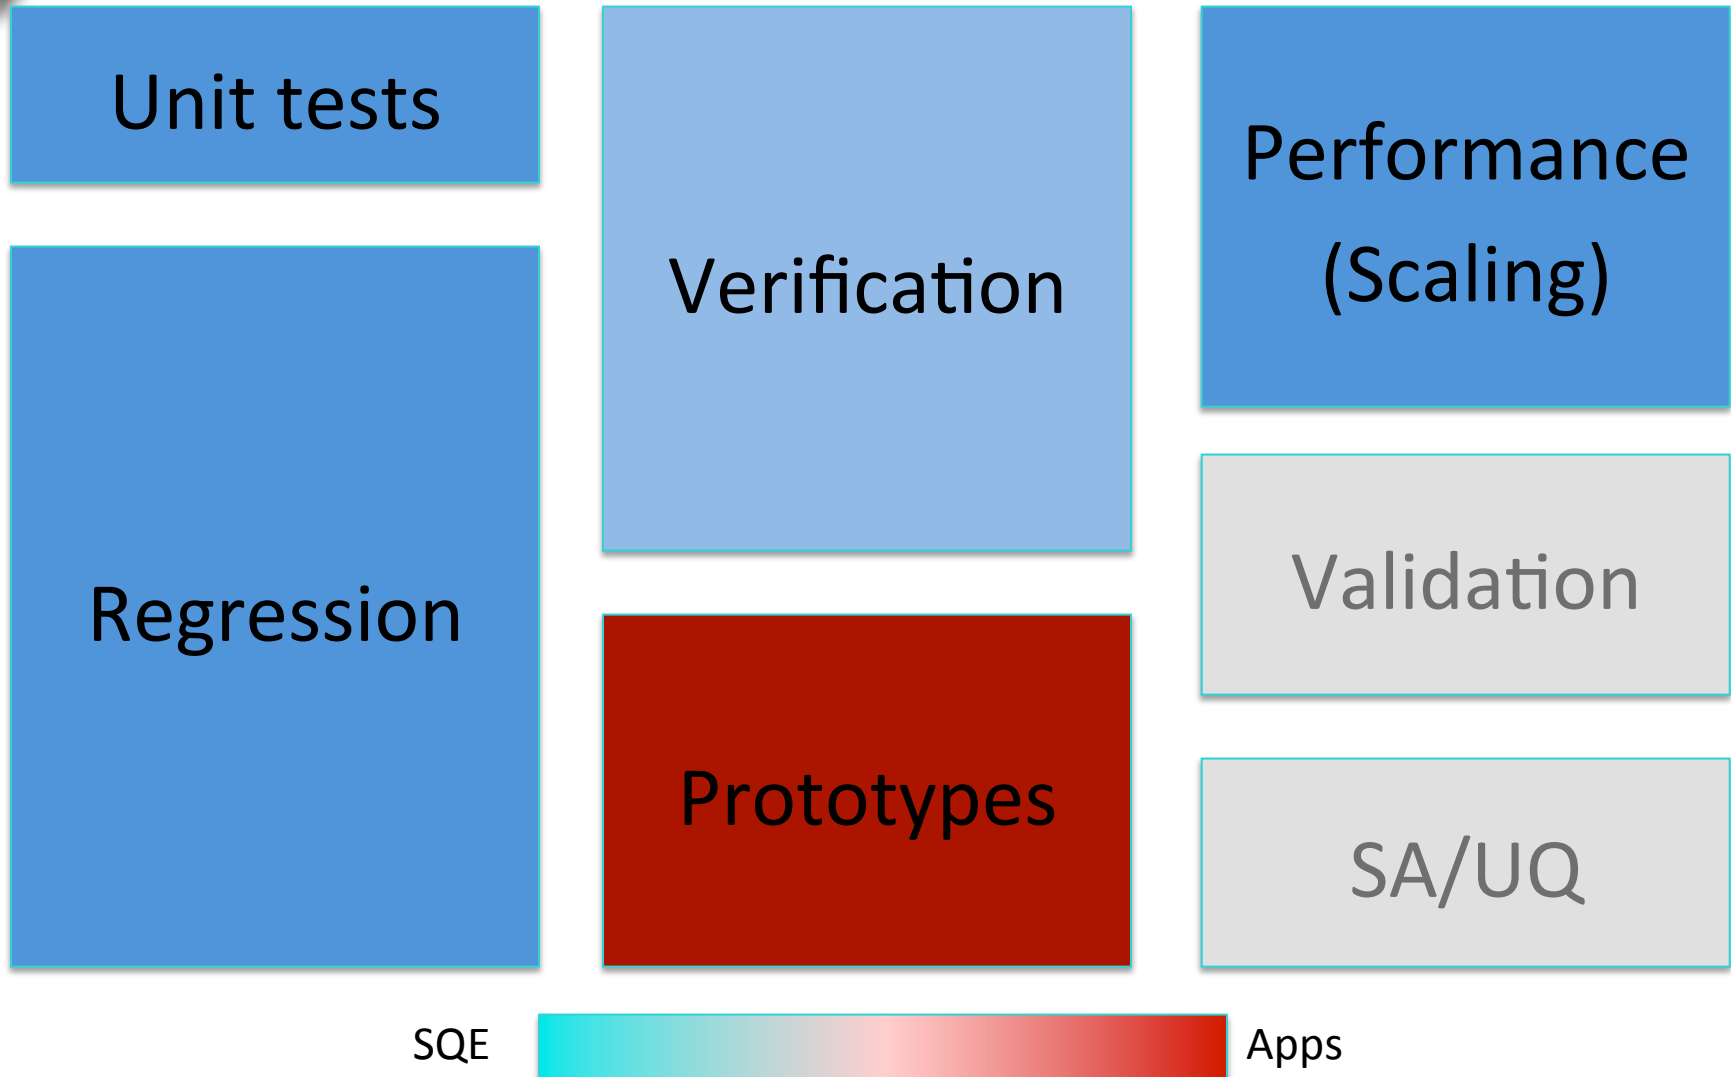 Unit tests
Regression
Verification
Prototypes
Performance
(Scaling)
Validation
SA/UQ
SQE
Apps